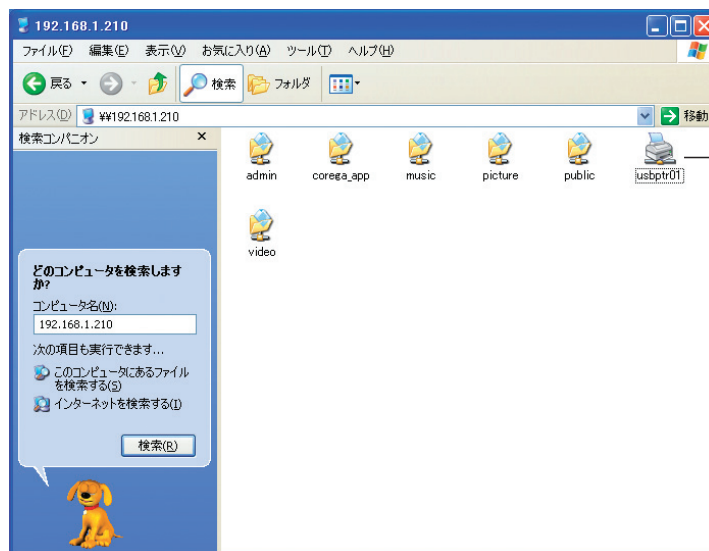 192.168.1.210
ファイル(F) 編集(E) 表示(V) お気に入り(A) ツール(T) ヘルプ(H)
戻る 検索 フォルダ
アドレス(D) ¥¥192.168.1.210 移動
検索コンパニオン ×
admin corega_app music picture public usbptr01
video
どのコンピュータを検索します
か?
コンピュータ名(N):
192.168.1.210
次の項目も実行できます...
このコンピュータにあるファイル
を検索する(S)
インターネットを検索する(I)
検索(R)